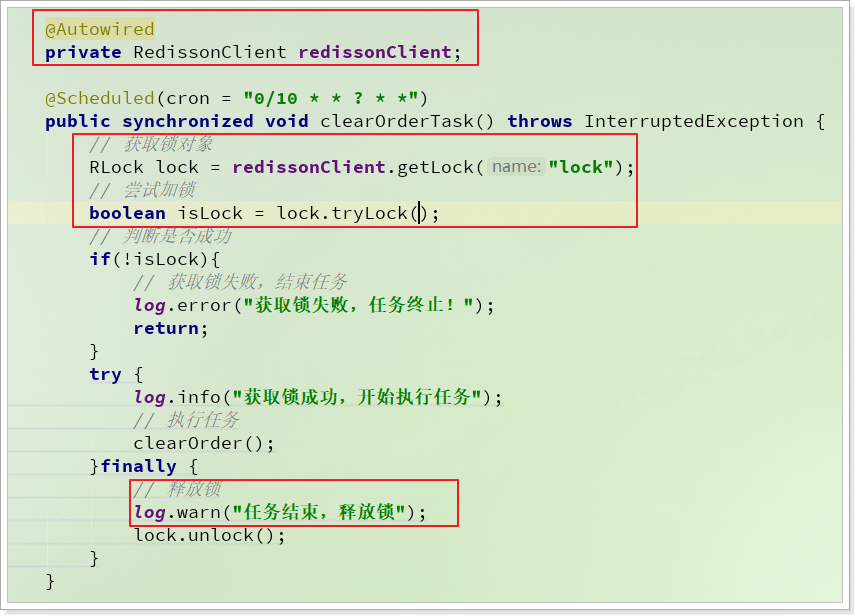 @Autowired
private RedissonClient redissonClient;
@Scheduled(cron = "0/10 * * ? * *")
public synchronized void clearOrderTask() throws InterruptedException {
// 获取锁对象
RLock lock = redissonClient.getLock( name: "lock");
// 尝试加锁
boolean isLock = lock.tryLock();
// 判断是否成功
if(!isLock){
// 获取锁失败，结束任务
log.error("获取锁失败，任务终止！");
return;
}
try {
log.info("获取锁成功，开始执行任务");
// 执行任务
clearOrder();
}finally {
// 释放锁
log.warn("任务结束，释放锁");
lock.unlock();
}
}